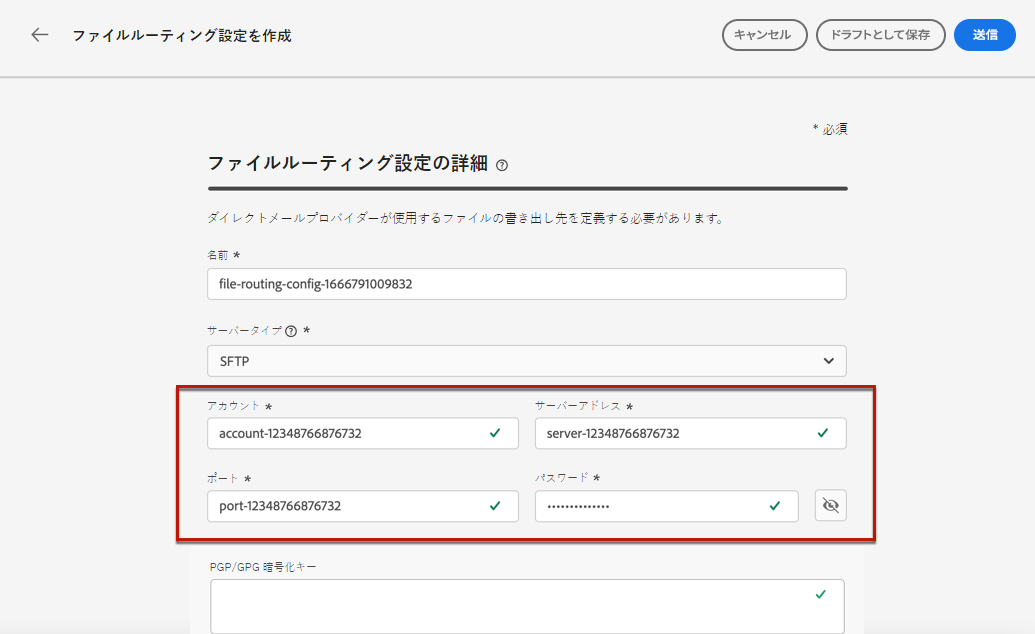 ファイルルーティング設定を作成
キャンセル
ドラフトとして保存
送信
* 必須
ファイルルーティング設定の詳細
ダイレクトメールプロバイダーが使用するファイルの書き出し先を定義する必要があります。
名前 *
file-routing-config-1666791009832
サーバータイプ *
SFTP
アカウント * サーバーアドレス *
account-12348766876732 server-12348766876732
ポート * パスワード *
port-12348766876732 ••••••••••••••
PGP/GPG 暗号化キー